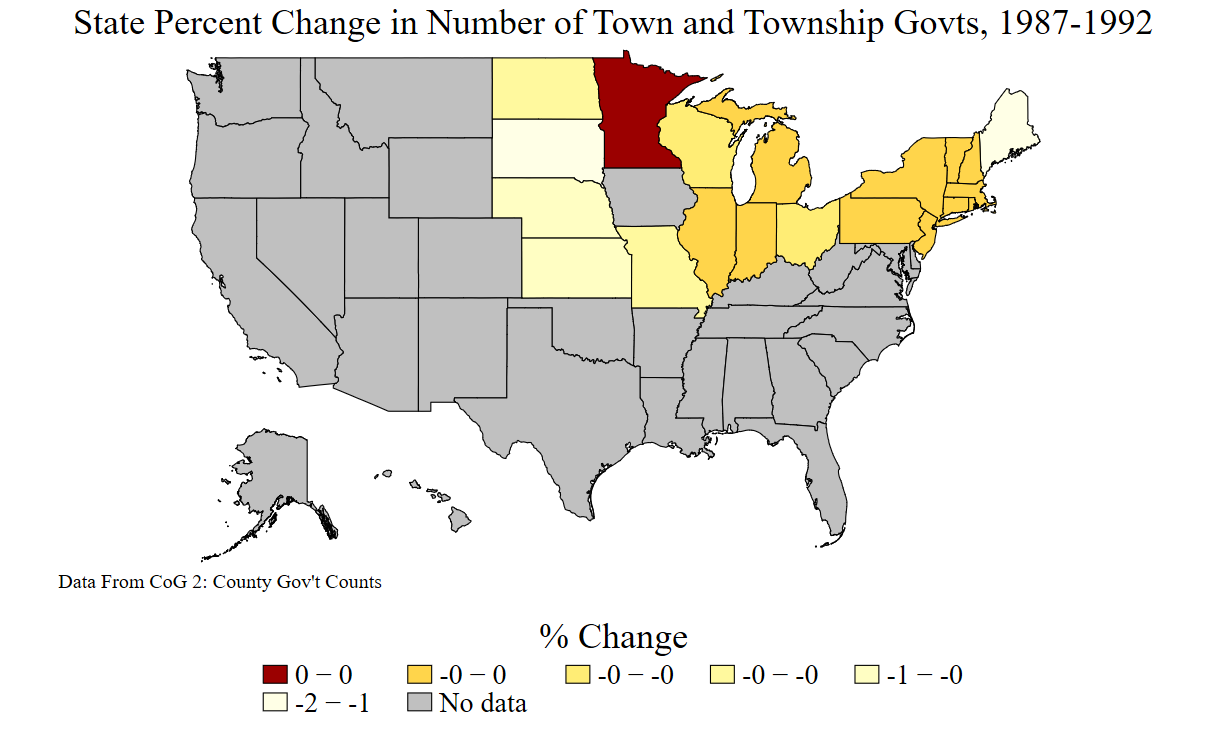 State Percent Change in Number of Town and Township Govts, 1987-1992
Data From CoG 2: County Gov't Counts
% Change
0 − 0 -0 − 0 -0 − -0 -0 − -0 -1 − -0
-2 − -1 No data